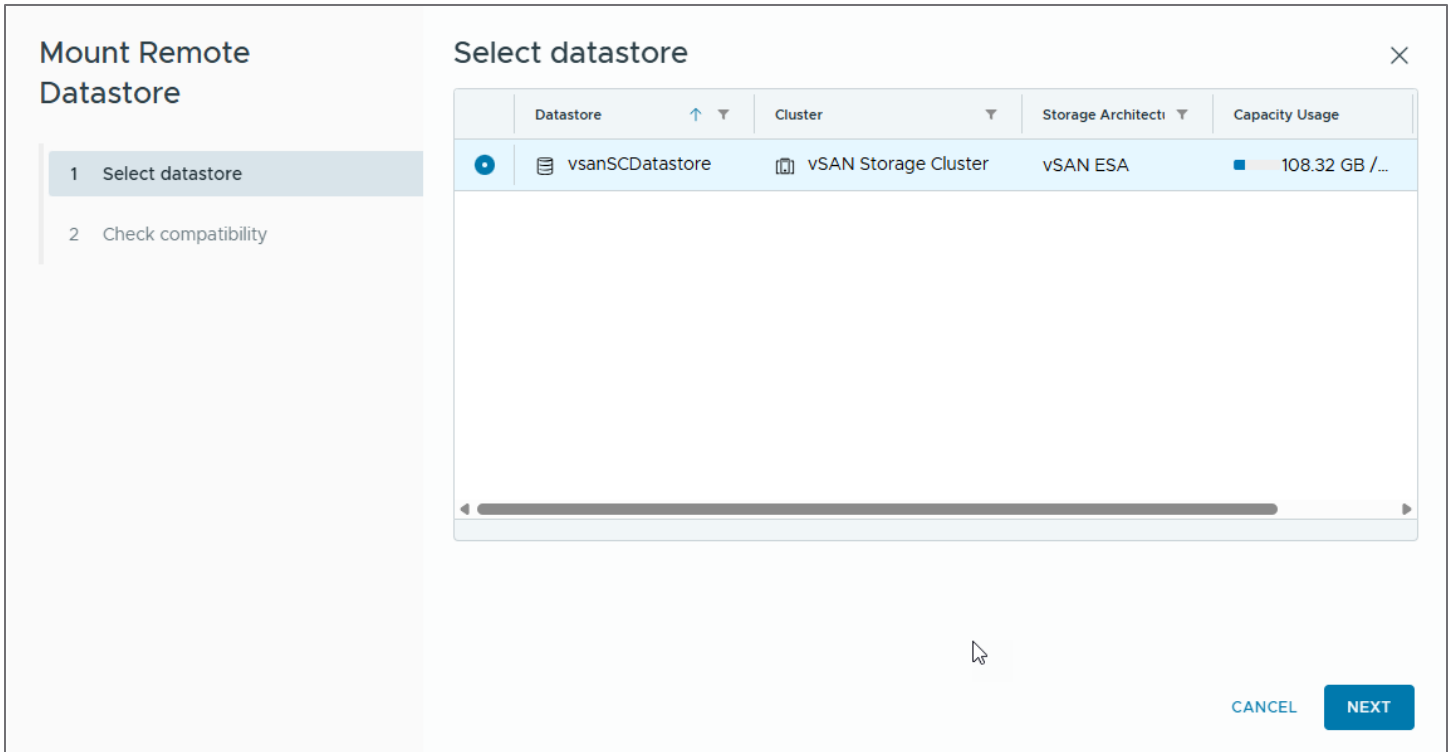 Mount Remote
Datastore
1 Select datastore
2 Check compatibility
Select datastore
Datastore Cluster Storage Architectu Capacity Usage
vsanSCDatastore vSAN Storage Cluster vSAN ESA 108.32 GB /...
CANCEL NEXT